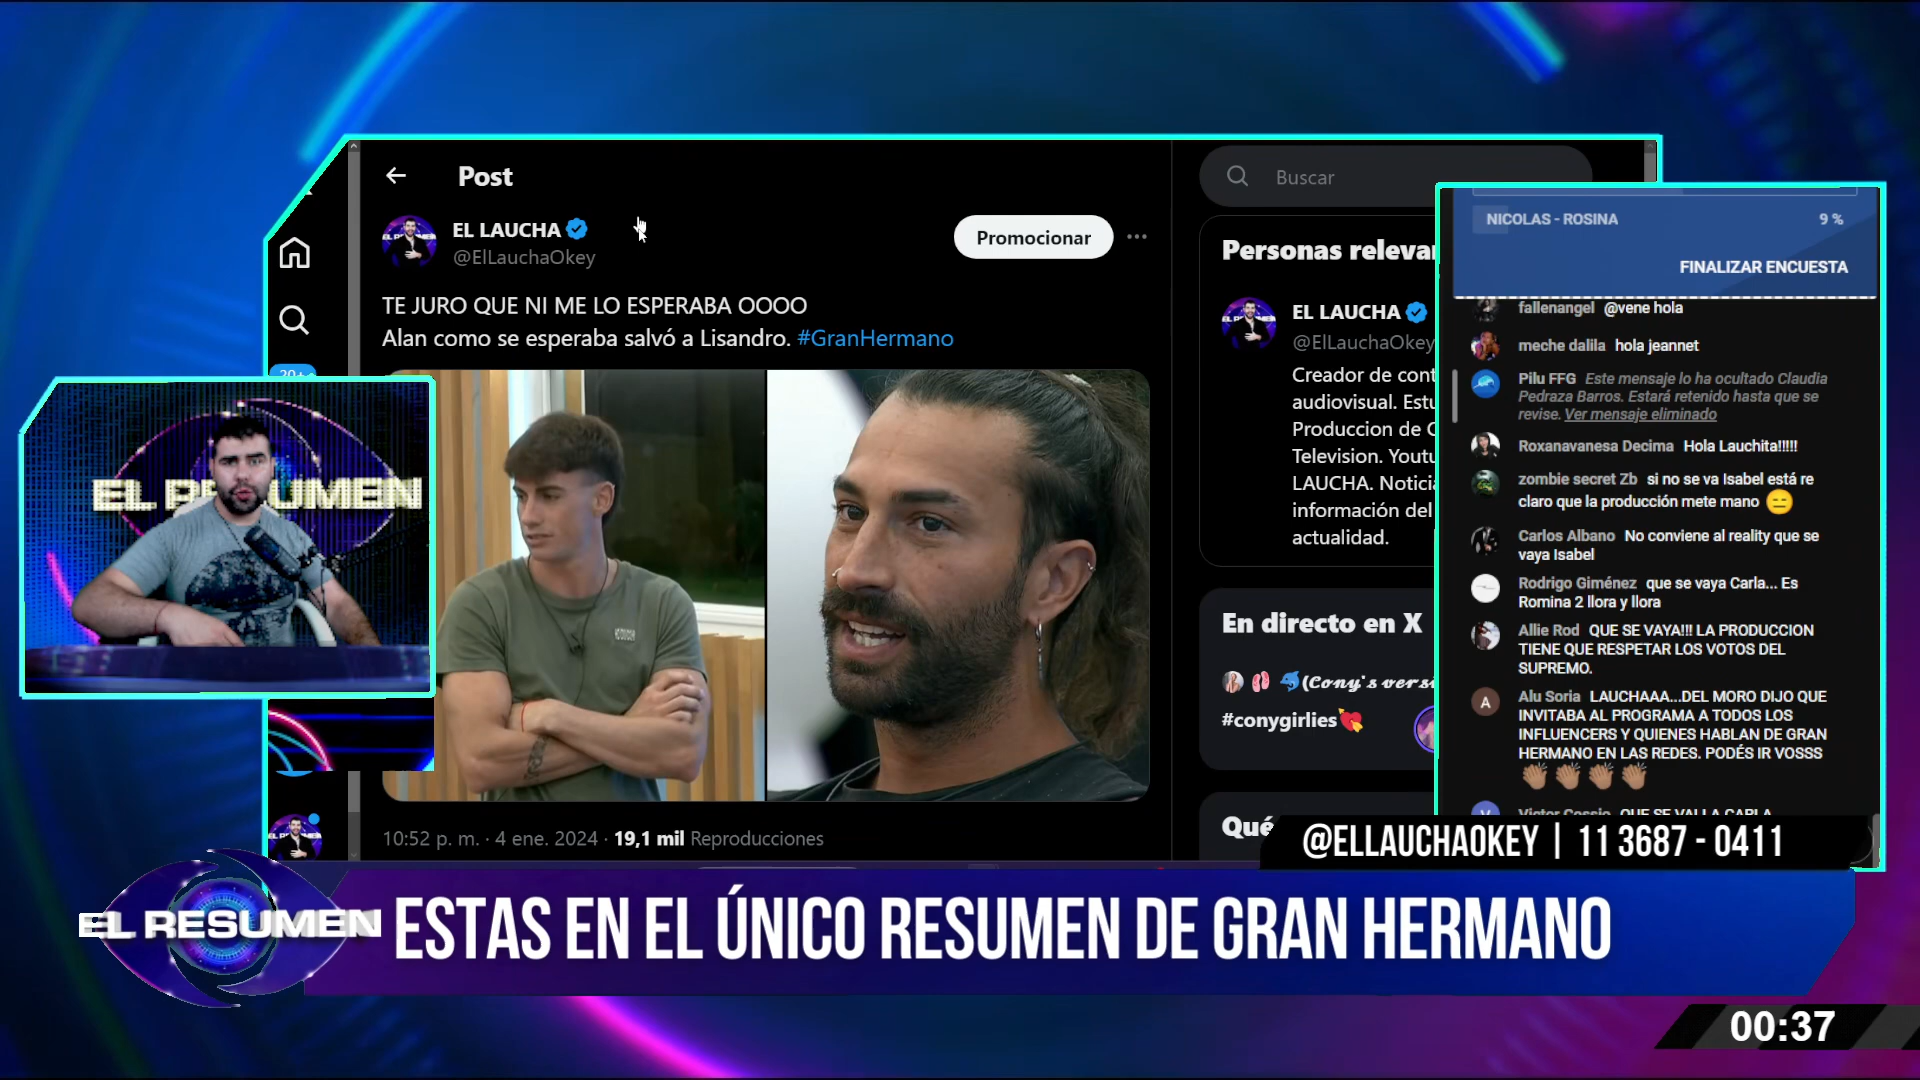 Post
Buscar
EL LAUCHA
@ElLauchaOkey
Promocionar
TE JURO QUE NI ME LO ESPERABA OOOO
Alan como se esperaba salvó a Lisandro. #GranHermano
10:52 p. m. · 4 ene. 2024 · 19,1 mil Reproducciones
EL RESUMEN
EL LAUCHA
@ElLauchaOkey
Creador de
audiovisual.
Produccion de
Television.
LAUCHA.
información del
actualidad.
En directo en X
#conygirlies
Qué
NICOLAS - ROSINA 9 %
FINALIZAR ENCUESTA
fallenangel @vene hola
meche dalila hola jeannet
Pilu FFG Este mensaje lo ha ocultado Claudia
Pedraza Barros. Estará retenido hasta que se
revise. Ver mensaje eliminado
Roxanavanesa Decima Hola Lauchita!!!!!
zombie secret Zb si no se va Isabel está re
claro que la producción mete mano 😑
Carlos Albano No conviene al reality que se
vaya Isabel
Rodrigo Giménez que se vaya Carla... Es
Romina 2 llora y llora
Allie Rod QUE SE VAYA!!! LA PRODUCCION
TIENE QUE RESPETAR LOS VOTOS DEL
SUPREMO.
A
Alu Soria LAUCHAAA...DEL MORO DIJO QUE
INVITABA AL PROGRAMA A TODOS LOS
INFLUENCERS Y QUIENES HABLAN DE GRAN
HERMANO EN LAS REDES. PODÉS IR VOSSS
👏🏽👏🏽👏🏽👏🏽
@ELLAUCHAOKEY | 11 3687 - 0411
EL RESUMEN
ESTAS EN EL ÚNICO RESUMEN DE GRAN HERMANO
00:37